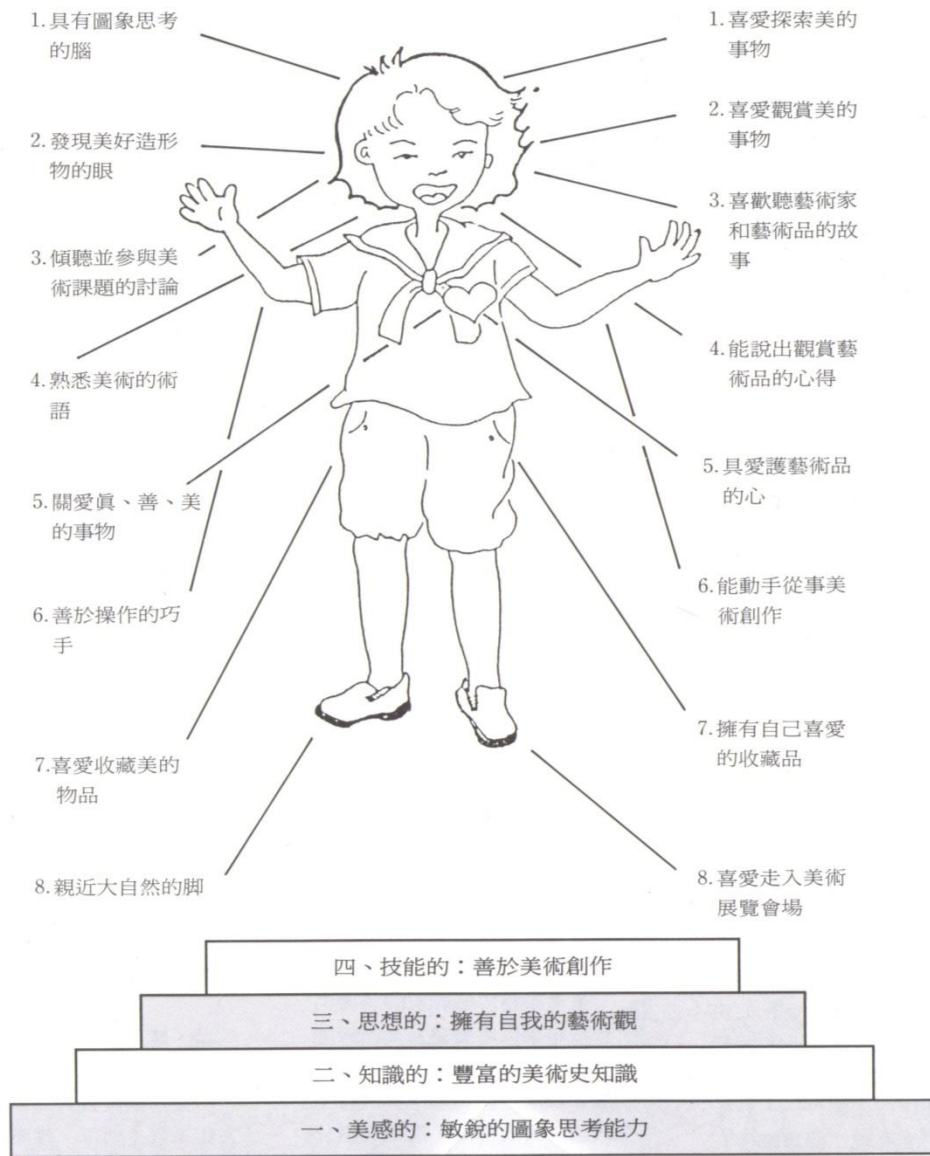 1.具有圖象思考
的腦
2.發現美好造形
物的眼
3.傾聽並參與美
術課題的討論
4.熟悉美術的術
語
5.關愛眞、善、美
的事物
6.善於操作的巧
手
7.喜愛收藏美的
物品
8.親近大自然的脚
1.喜愛探索美的
事物
2.喜愛觀賞美的
事物
3.喜歡聽藝術家
和藝術品的故
事
4.能說出觀賞藝
術品的心得
5.具愛護藝術品
的心
6.能動手從事美
術創作
7.擁有自己喜愛
的收藏品
8.喜愛走入美術
展覽會場
四、技能的：善於美術創作
三、思想的：擁有自我的藝術觀
二、知識的：豐富的美術史知識
一、美感的：敏銳的圖象思考能力